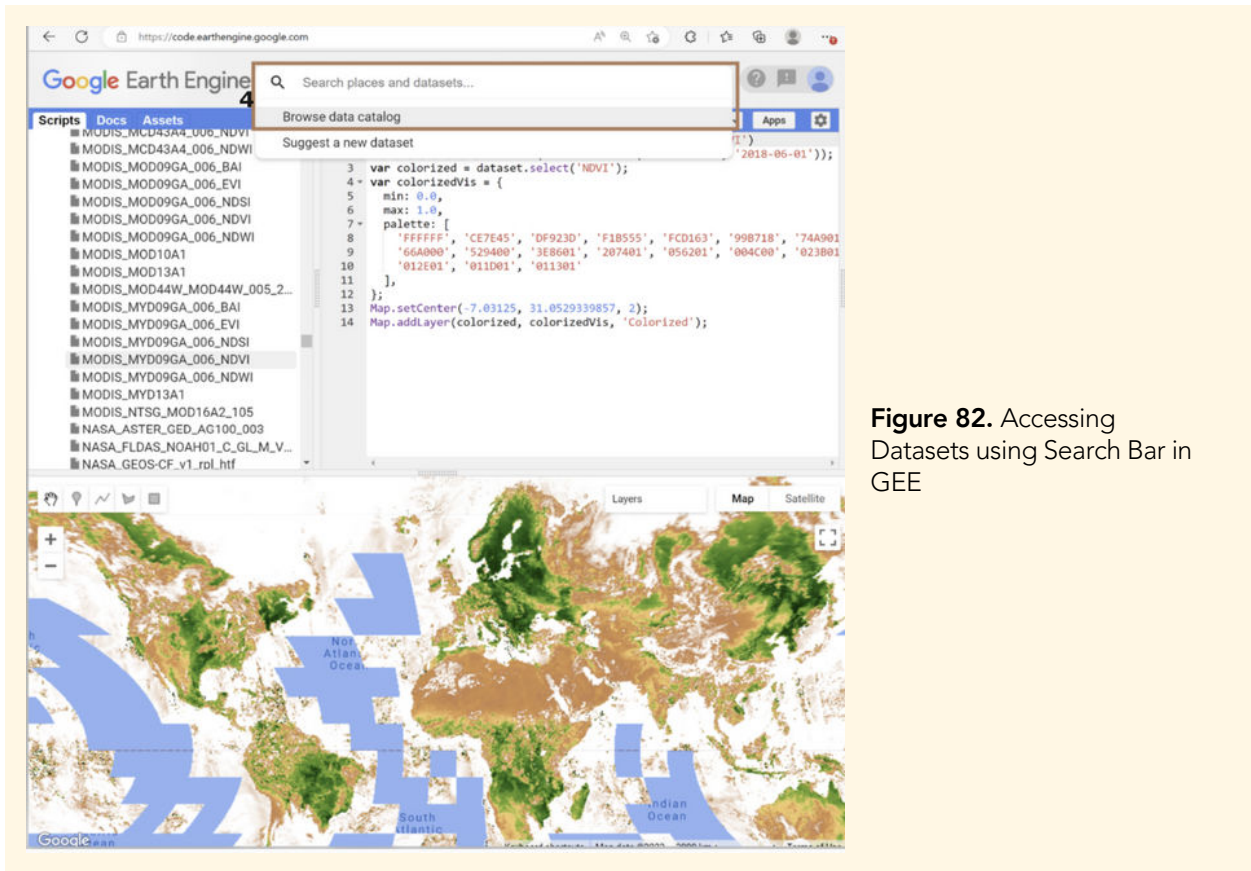 https://code.earthengine.google.com
Google Earth Engine
Search places and datasets...
4
Browse data catalog
Suggest a new dataset
Scripts Docs Assets
Apps
MODIS_MCD43A4_006_NDVI
MODIS_MCD43A4_006_NDWI
MODIS_MOD09GA_006_BAI
MODIS_MOD09GA_006_EVI
MODIS_MOD09GA_006_NDSI
MODIS_MOD09GA_006_NDVI
MODIS_MOD09GA_006_NDWI
MODIS_MOD10A1
MODIS_MOD13A1
MODIS_MOD44W_MOD44W_005_2...
MODIS_MYD09GA_006_BAI
MODIS_MYD09GA_006_EVI
MODIS_MYD09GA_006_NDSI
MODIS_MYD09GA_006_NDVI
MODIS_MYD09GA_006_NDWI
MODIS_MYD13A1
MODIS_NTSG_MOD16A2_105
NASA_ASTER_GED_AG100_003
NASA_FLDAS_NOAH01_C_GL_M_V...
NASA_GEOS-CF_v1_rpl_htf
')
'2018-06-01'));
3 var colorized = dataset.select('NDVI');
4 var colorizedVis = {
5 min: 0.0,
6 max: 1.0,
7 palette: [
8 'FFFFFF', 'CE7E45', 'DF923D', 'F1B555', 'FCD163', '99B718', '74A901
9 '66A000', '529400', '3E8601', '207401', '056201', '004C00', '023B01
10 '012E01', '011D01', '011301'
11 ],
12 };
13 Map.setCenter(-7.03125, 31.0529339857, 2);
14 Map.addLayer(colorized, colorizedVis, 'Colorized');
Layers
Map Satellite
+
−
Atlan
Ocea
South
tlantic
Indian
Ocean
Google
Figure 82. Accessing
Datasets using Search Bar in
GEE